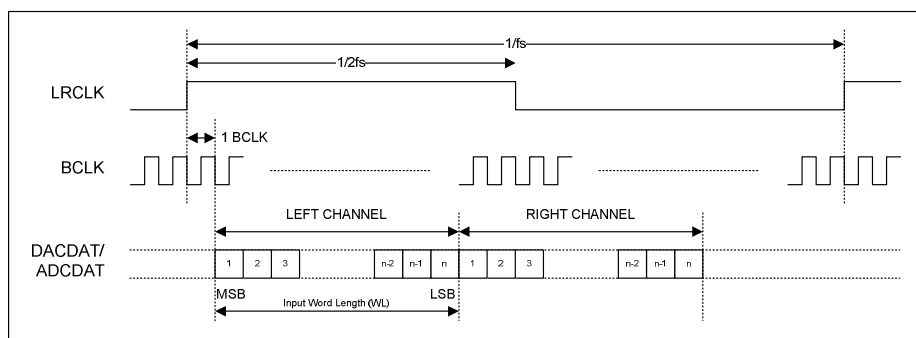 1/fs
1/2fs
LRCLK
1 BCLK
BCLK
LEFT CHANNEL RIGHT CHANNEL
DACDAT/
ADCDAT
1 2 3 n-2 n-1 n 1 2 3 n-2 n-1 n
MSB LSB
Input Word Length (WL)